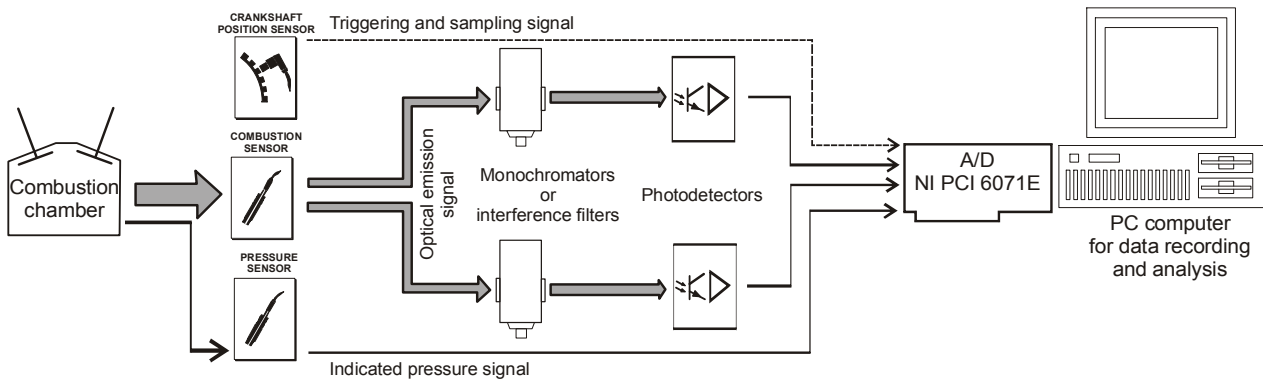 CRANKSHAFT
POSITION SENSOR
Triggering and sampling signal
COMBUSTION
SENSOR
Combustion
chamber
Optical emission
signal
Monochromators
or
interference filters
Photodetectors
A/D
NI PCI 6071E
PC computer
for data recording
and analysis
PRESSURE
SENSOR
Indicated pressure signal